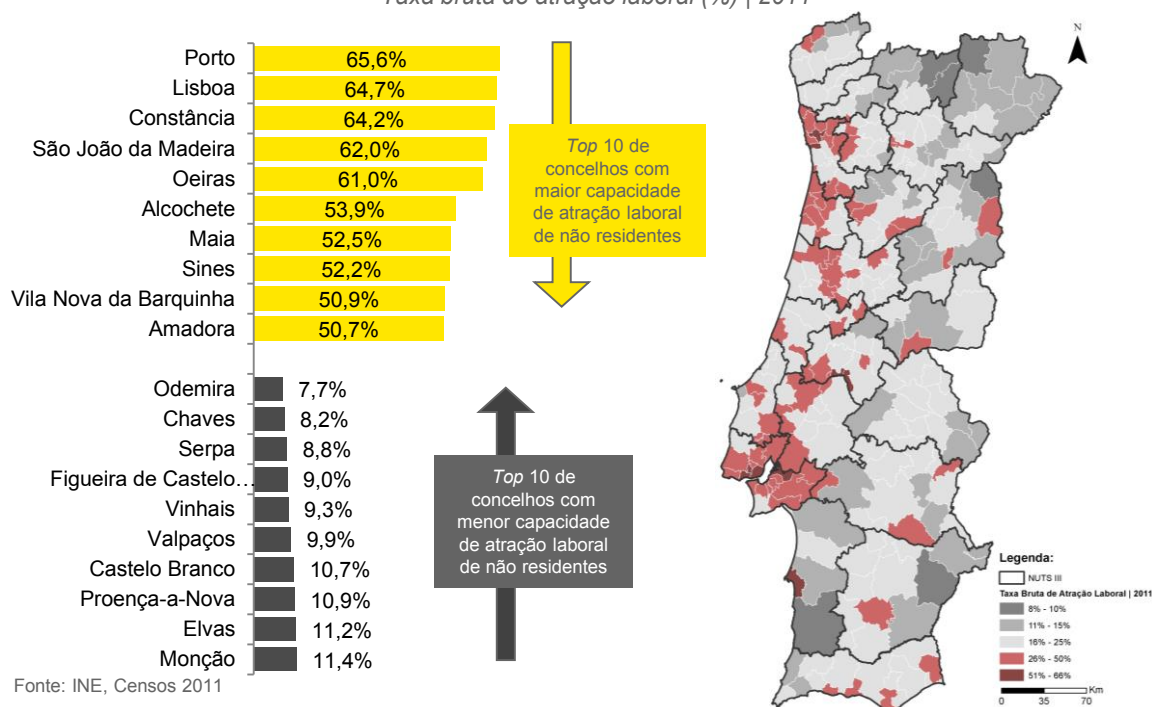 Taxa bruta de atração laboral (%) | 2011
Porto 65,6%
Lisboa 64,7%
Constância 64,2%
São João da Madeira 62,0%
Oeiras 61,0%
Alcochete 53,9%
Maia 52,5%
Sines 52,2%
Vila Nova da Barquinha 50,9%
Amadora 50,7%
Top 10 de
concelhos com
maior capacidade
de atração laboral
de não residentes
Odemira 7,7%
Chaves 8,2%
Serpa 8,8%
Figueira de Castelo… 9,0%
Vinhais 9,3%
Valpaços 9,9%
Castelo Branco 10,7%
Proença-a-Nova 10,9%
Elvas 11,2%
Monção 11,4%
Top 10 de
concelhos com
menor capacidade
de atração laboral
de não residentes
Fonte: INE, Censos 2011
N
Legenda:
NUTS III
Taxa Bruta de Atração Laboral | 2011
8% - 10%
11% - 15%
16% - 25%
26% - 50%
51% - 66%
Km
0 35 70